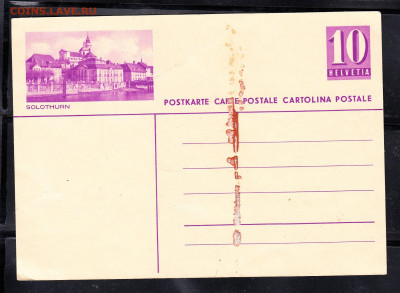 COINS.LAVE.RU
10
HELVETIA
SOLOTHURN
POSTKARTE CARTE POSTALE CARTOLINA POSTALE